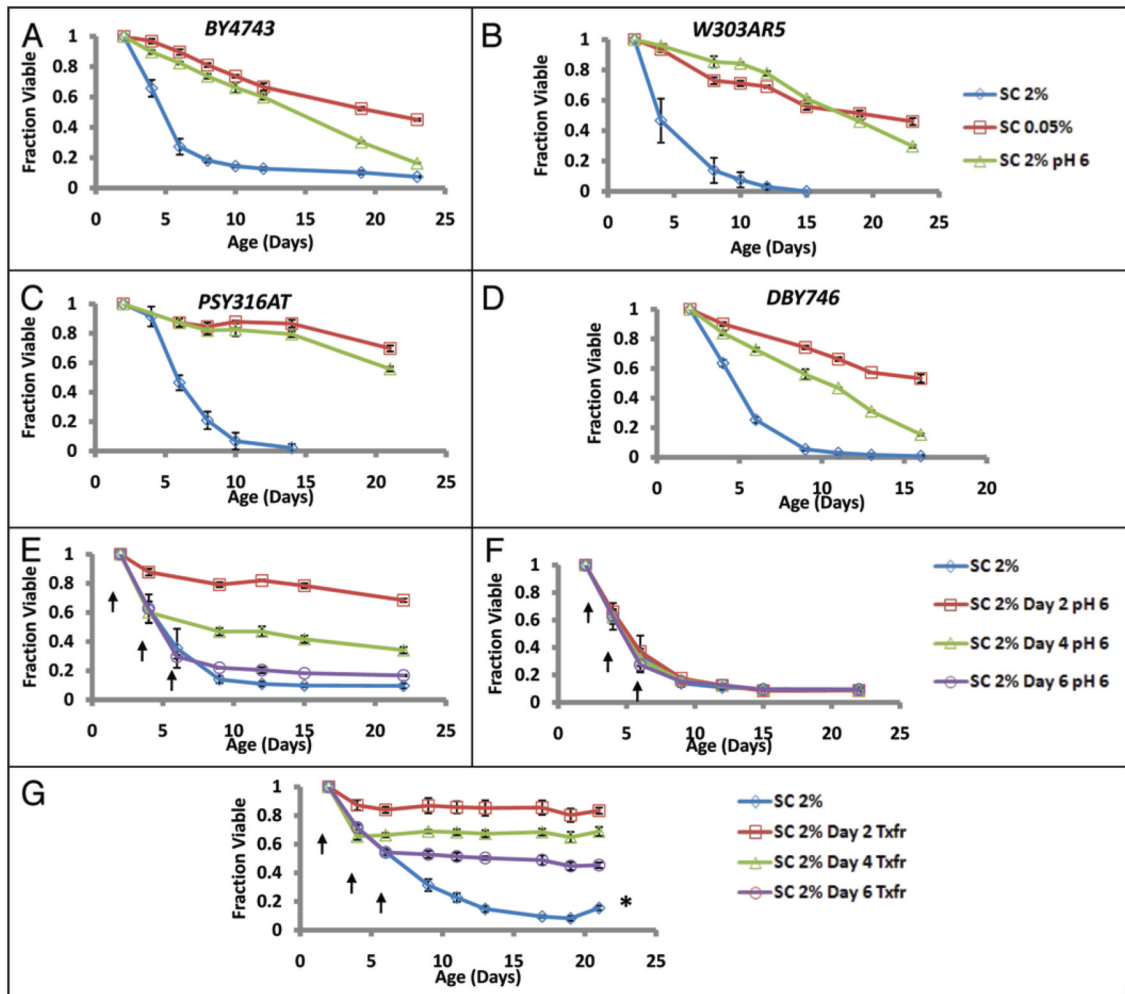 A
BY4743
Fraction Viable
1
0.8
0.6
0.4
0.2
0
0 5 10 15 20 25
Age (Days)
B
W303AR5
Fraction Viable
1
0.8
0.6
0.4
0.2
0
0 5 10 15 20 25
Age (Days)
SC 2%
SC 0.05%
SC 2% pH 6
C
PSY316AT
Fraction Viable
1
0.8
0.6
0.4
0.2
0
0 5 10 15 20 25
Age (Days)
D
DBY746
Fraction Viable
1
0.8
0.6
0.4
0.2
0
0 5 10 15 20
Age (Days)
E
Fraction Viable
1
0.8
0.6
0.4
0.2
0
0 5 10 15 20 25
Age (Days)
F
Fraction Viable
1
0.8
0.6
0.4
0.2
0
0 5 10 15 20 25
Age (Days)
SC 2%
SC 2% Day 2 pH 6
SC 2% Day 4 pH 6
SC 2% Day 6 pH 6
G
Fraction Viable
1
0.8
0.6
0.4
0.2
0
0 5 10 15 20 25
Age (Days)
*
SC 2%
SC 2% Day 2 Txfr
SC 2% Day 4 Txfr
SC 2% Day 6 Txfr